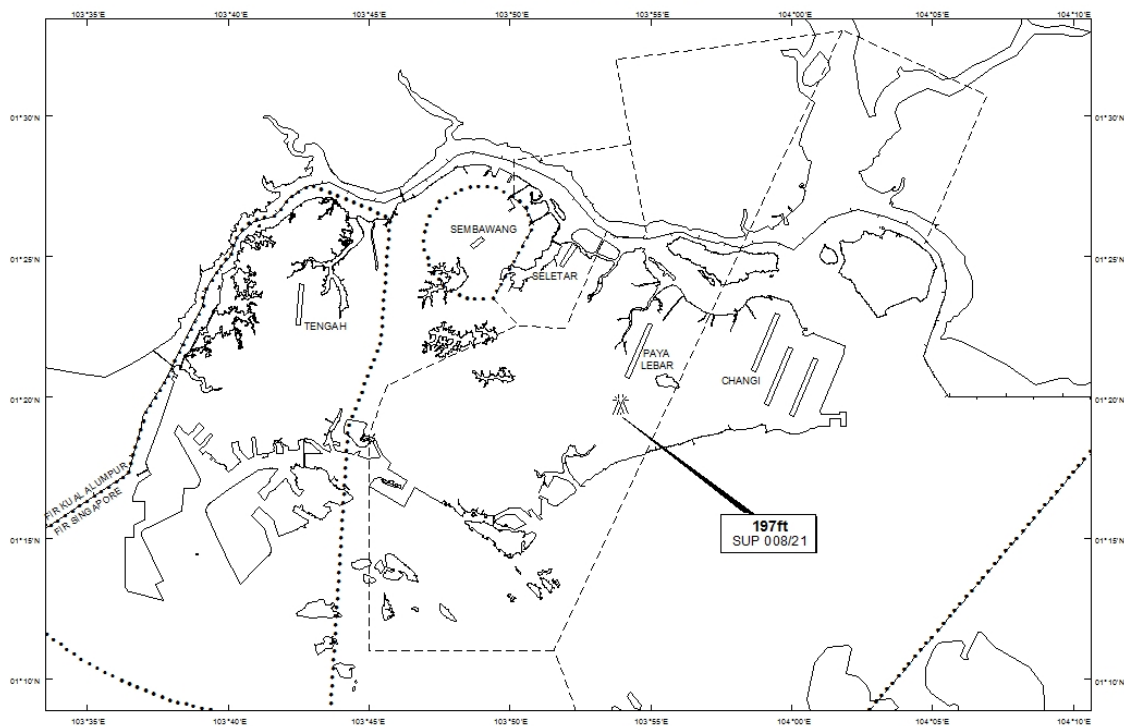 103°35'E 103°40'E 103°45'E 103°50'E 103°55'E 104°00'E 104°05'E 104°10'E
01°30'N 01°30'N
SEMBAWANG
01°25'N 01°25'N
SELETAR
TENGAH
PAYA
LEBAR
CHANGI
01°20'N 01°20'N
FIR KUALALUMPUR
FIR SINGAPORE
197ft
SUP 008/21
01°15'N 01°15'N
01°10'N 01°10'N
103°35'E 103°40'E 103°45'E 103°50'E 103°55'E 104°00'E 104°05'E 104°10'E